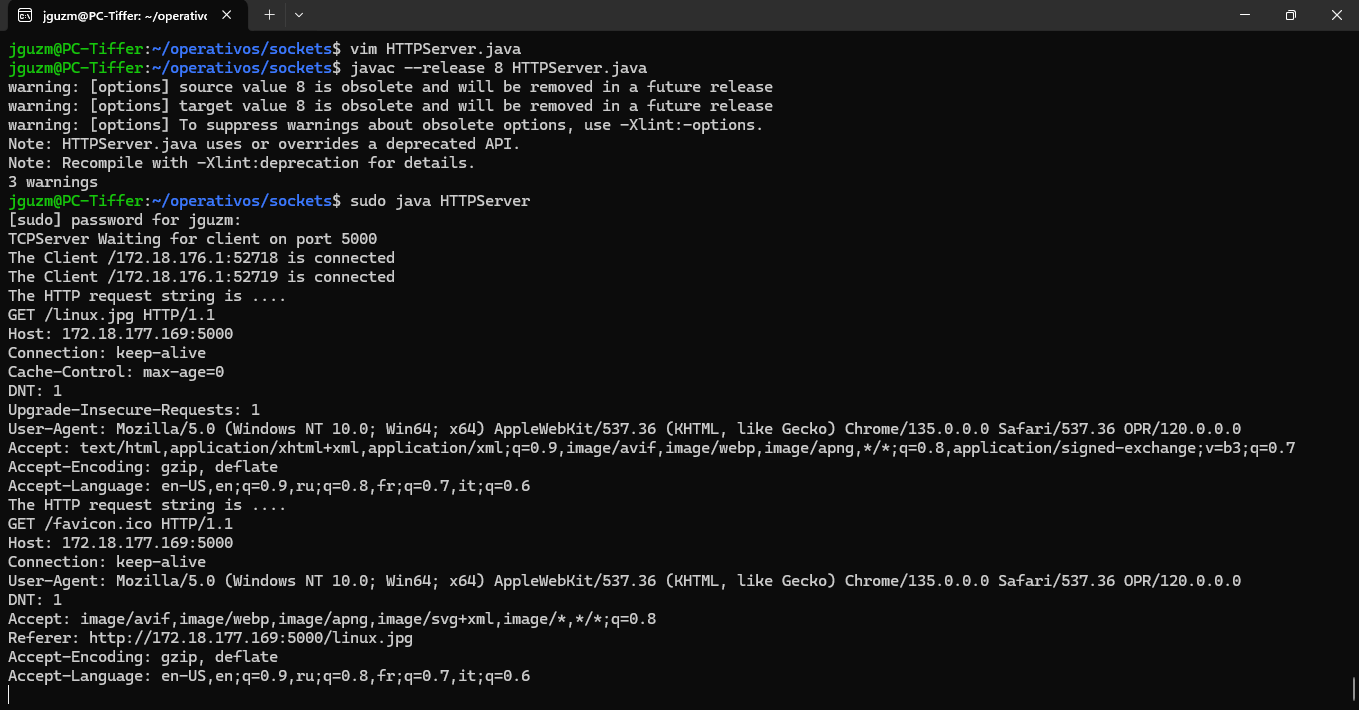 jguzm@PC-Tiffer: ~/operativo
jguzm@PC-Tiffer:~/operativos/sockets$ vim HTTPServer.java
jguzm@PC-Tiffer:~/operativos/sockets$ javac --release 8 HTTPServer.java
warning: [options] source value 8 is obsolete and will be removed in a future release
warning: [options] target value 8 is obsolete and will be removed in a future release
warning: [options] To suppress warnings about obsolete options, use -Xlint:-options.
Note: HTTPServer.java uses or overrides a deprecated API.
Note: Recompile with -Xlint:deprecation for details.
3 warnings
jguzm@PC-Tiffer:~/operativos/sockets$ sudo java HTTPServer
[sudo] password for jguzm:
TCPServer Waiting for client on port 5000
The Client /172.18.176.1:52718 is connected
The Client /172.18.176.1:52719 is connected
The HTTP request string is ....
GET /linux.jpg HTTP/1.1
Host: 172.18.177.169:5000
Connection: keep-alive
Cache-Control: max-age=0
DNT: 1
Upgrade-Insecure-Requests: 1
User-Agent: Mozilla/5.0 (Windows NT 10.0; Win64; x64) AppleWebKit/537.36 (KHTML, like Gecko) Chrome/135.0.0.0 Safari/537.36 OPR/120.0.0.0
Accept: text/html,application/xhtml+xml,application/xml;q=0.9,image/avif,image/webp,image/apng,*/*;q=0.8,application/signed-exchange;v=b3;q=0.7
Accept-Encoding: gzip, deflate
Accept-Language: en-US,en;q=0.9,ru;q=0.8,fr;q=0.7,it;q=0.6
The HTTP request string is ....
GET /favicon.ico HTTP/1.1
Host: 172.18.177.169:5000
Connection: keep-alive
User-Agent: Mozilla/5.0 (Windows NT 10.0; Win64; x64) AppleWebKit/537.36 (KHTML, like Gecko) Chrome/135.0.0.0 Safari/537.36 OPR/120.0.0.0
DNT: 1
Accept: image/avif,image/webp,image/apng,image/svg+xml,image/*,*/*;q=0.8
Referer: http://172.18.177.169:5000/linux.jpg
Accept-Encoding: gzip, deflate
Accept-Language: en-US,en;q=0.9,ru;q=0.8,fr;q=0.7,it;q=0.6